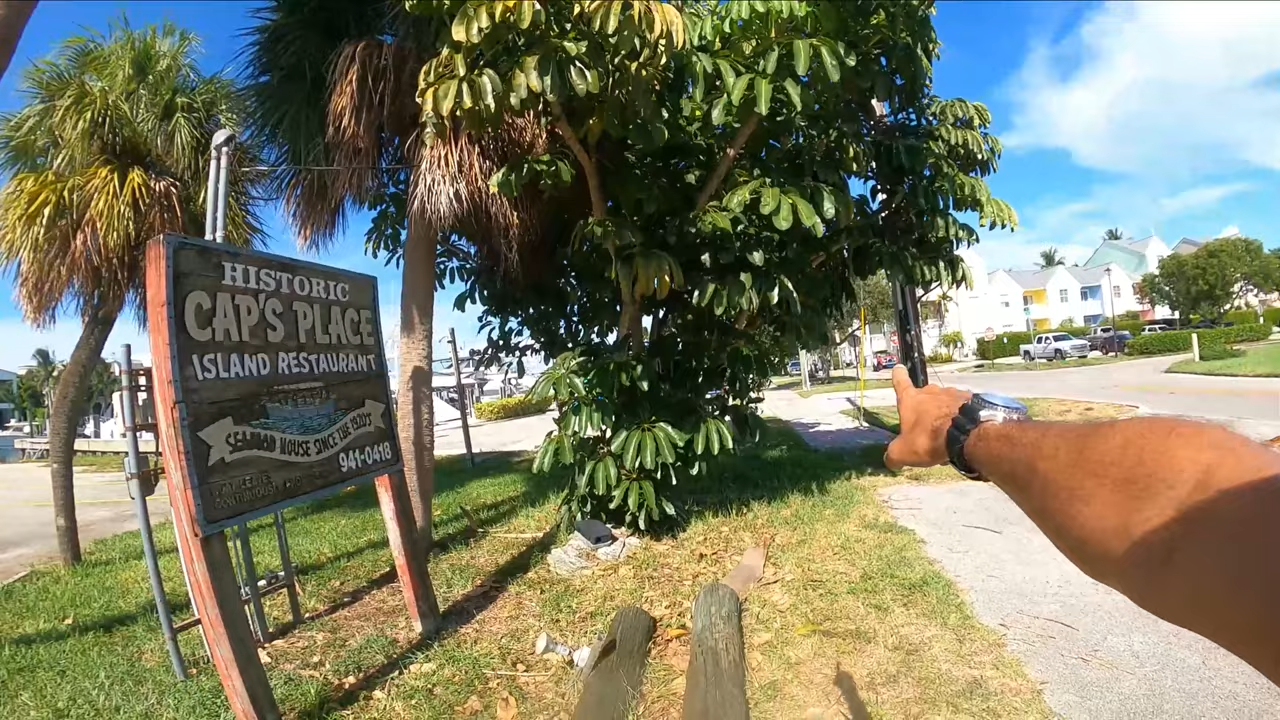 HISTORIC
CAP'S PLACE
ISLAND RESTAURANT
SEAFOOD HOUSE SINCE THE 1920'S
941-0418